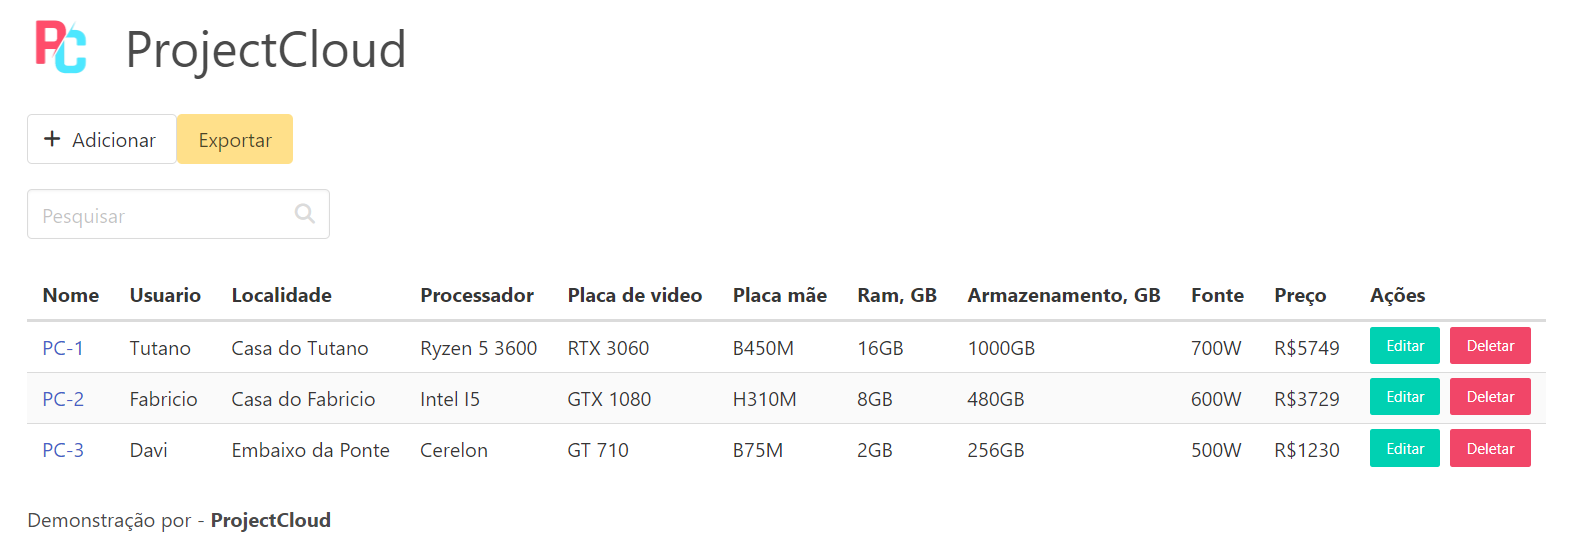 PC ProjectCloud
+ Adicionar Exportar
Pesquisar
Nome Usuario Localidade Processador Placa de video Placa mãe Ram, GB Armazenamento, GB Fonte Preço Ações
PC-1 Tutano Casa do Tutano Ryzen 5 3600 RTX 3060 B450M 16GB 1000GB 700W R$5749 Editar Deletar
PC-2 Fabricio Casa do Fabricio Intel I5 GTX 1080 H310M 8GB 480GB 600W R$3729 Editar Deletar
PC-3 Davi Embaixo da Ponte Cerelon GT 710 B75M 2GB 256GB 500W R$1230 Editar Deletar
Demonstração por - ProjectCloud